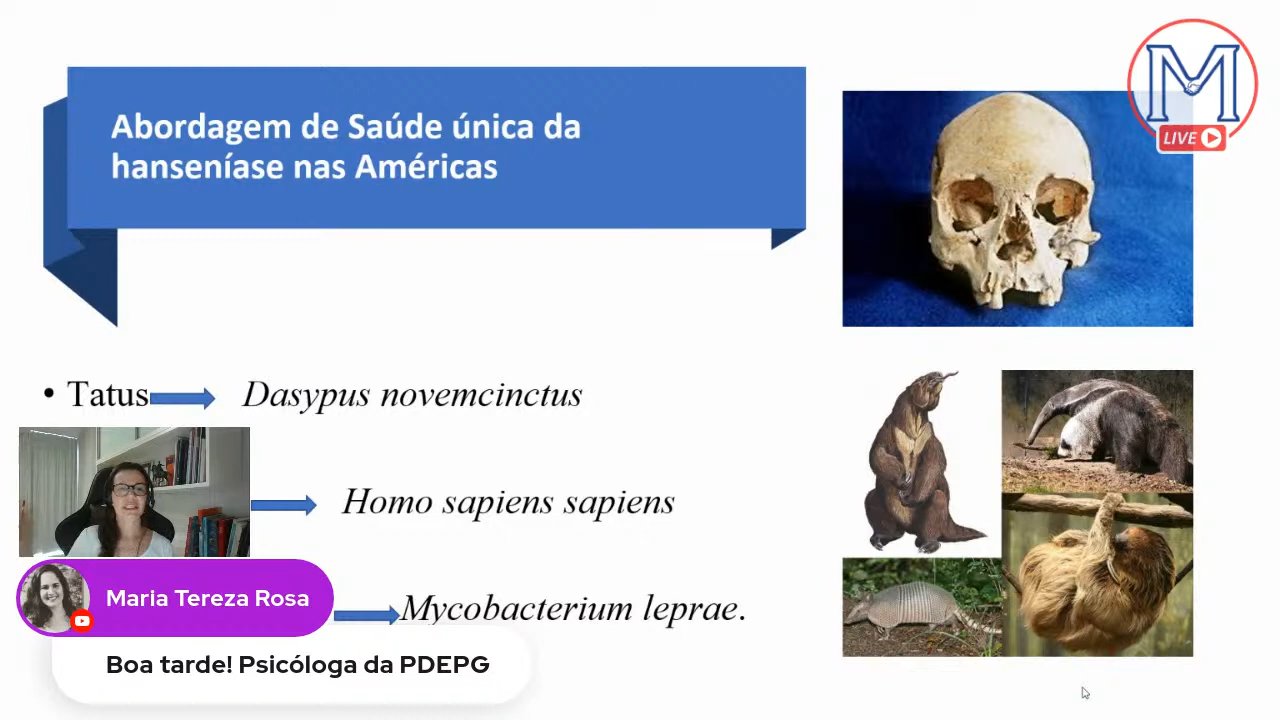 Abordagem de Saúde única da
hanseníase nas Américas
M
LIVE
• Tatus
Dasypus novemcinctus
Homo sapiens sapiens
Mycobacterium leprae.
Maria Tereza Rosa
Boa tarde! Psicóloga da PDEPG